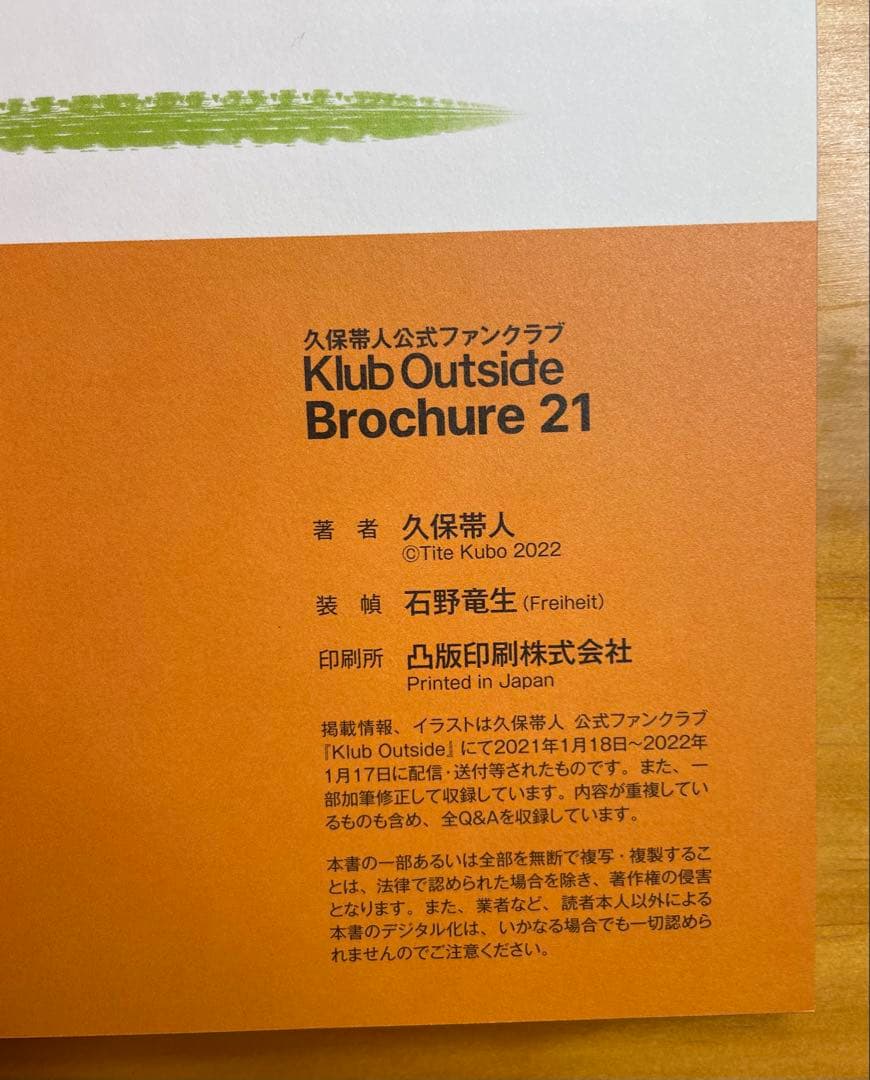 久保帯人公式ファンクラブ
Klub Outside
Brochure 21
著　者　久保帯人
©Tite Kubo 2022
装　幀　石野竜生(Freiheit)
印刷所　凸版印刷株式会社
Printed in Japan
掲載情報、イラストは久保帯人 公式ファンクラブ
『Klub Outside』にて2021年1月18日〜2022年
1月17日に配信・送付等されたものです。また、一
部加筆修正して収録しています。内容が重複してい
るものも含め、全Q&Aを収録しています。
本書の一部あるいは全部を無断で複写・複製するこ
とは、法律で認められた場合を除き、著作権の侵害
となります。また、業者など、読者本人以外による
本書のデジタル化は、いかなる場合でも一切認めら
れませんのでご注意ください。